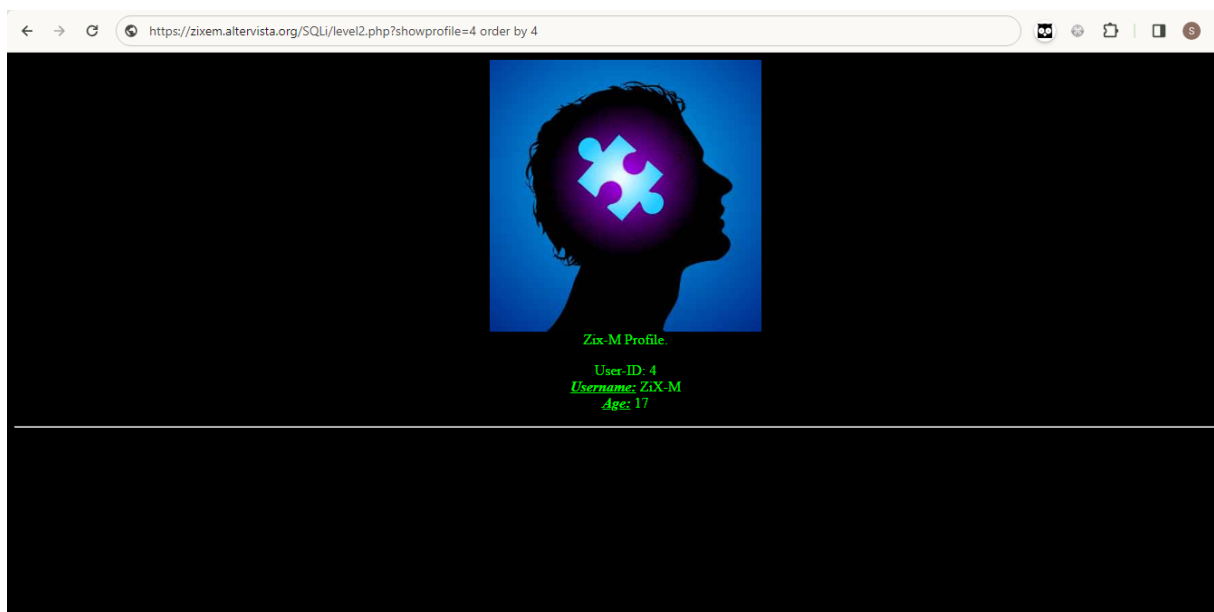 https://zixem.altervista.org/SQLi/level2.php?showprofile=4 order by 4
S
Zix-M Profile.
User-ID: 4
Username: ZiX-M
Age: 17